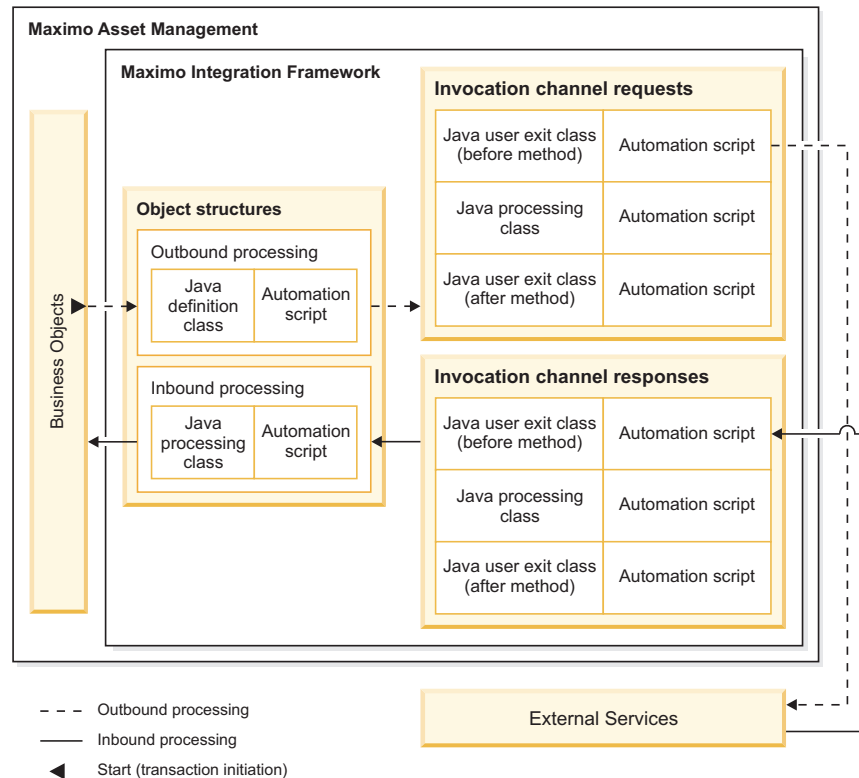 Maximo Asset Management
Maximo Integration Framework
Business Objects
Object structures
Outbound processing
Java
definition
class
Automation
script
Inbound processing
Java
processing
class
Automation
script
Invocation channel requests
Java user exit class
(before method)
Automation script
Java processing
class
Automation script
Java user exit class
(after method)
Automation script
Invocation channel responses
Java user exit class
(before method)
Automation script
Java processing
class
Automation script
Java user exit class
(after method)
Automation script
External Services
Outbound processing
Inbound processing
Start (transaction initiation)